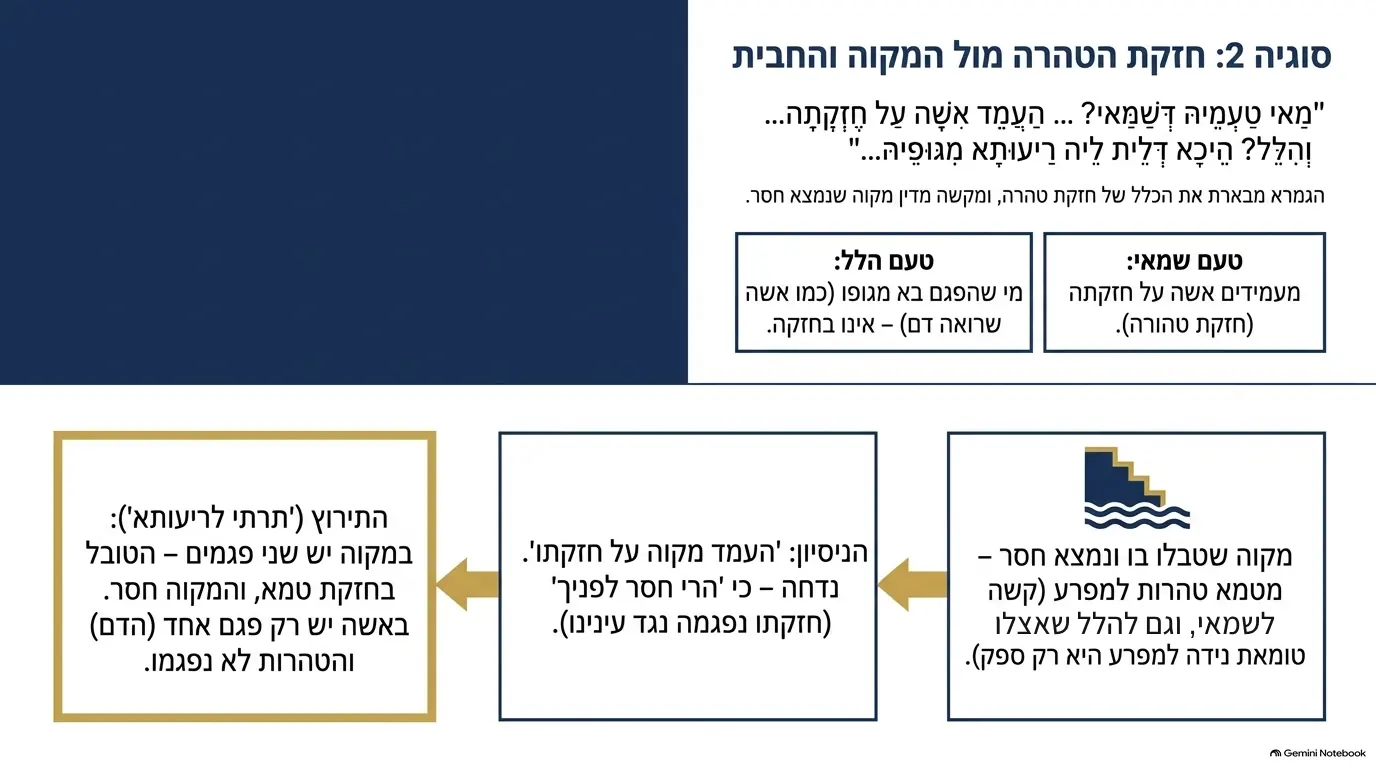 סוגיה 2: חזקת הטהרה מול המקוה והחבית
"מַאי טַעְמֵיהּ דְּשַׁמַּאי? ... הַעֲמֵד אִשָּׁה עַל חֶזְקָתָה...
וְהִלֵּל? הֵיכָא דְּלֵית לֵיה רֵיעוּתָא מִגּוּפֵיהּ..."
הגמרא מבארת את הכלל של חזקת טהרה, ומקשה מדין מקוה שנמצא חסר.
טעם שמאי:
מעמידים אשה על חזקתה
(חזקת טהורה).
טעם הלל:
מי שהפגם בא מגופו (כמו אשה
שרואה דם) – אינו בחזקה.
מקוה שטבלו בו ונמצא חסר –
מטמא טהרות למפרע (קשה
לשמאי, וגם להלל שאצלו
טומאת נידה למפרע היא רק ספק).
הניסיון: 'העמד מקוה על חזקתו'.
נדחה – כי 'הרי חסר לפניך'
(חזקתו נפגמה נגד עינינו).
התירוץ ('תרתי לריעותא'):
במקוה יש שני פגמים – הטובל
בחזקת טמא, והמקוה חסר.
באשה יש רק פגם אחד (הדם)
והטהרות לא נפגמו.
Gemini Notebook